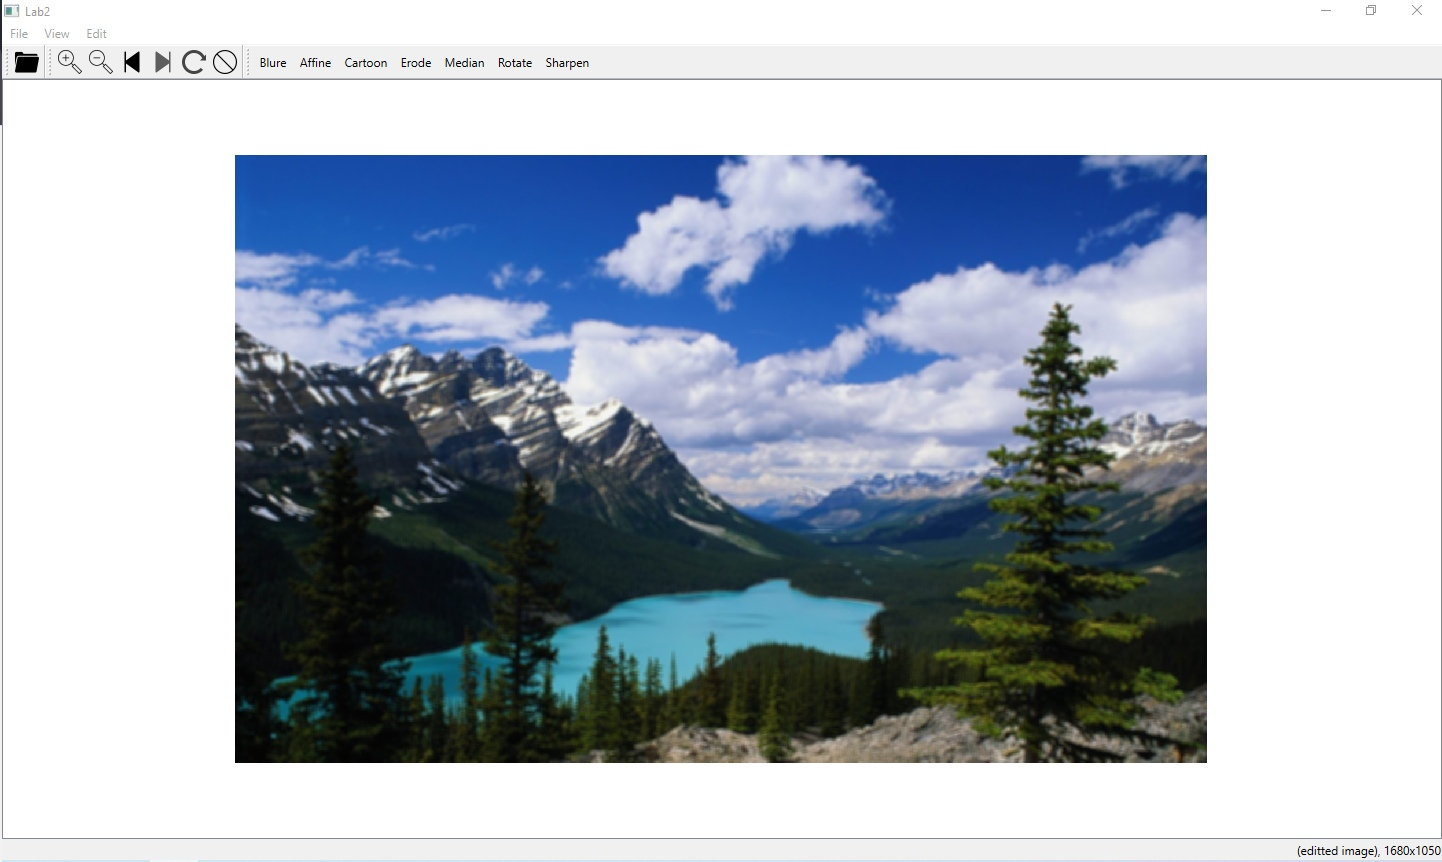 Lab2
File View Edit
Blure Affine Cartoon Erode Median Rotate Sharpen
(editted image), 1680x1050